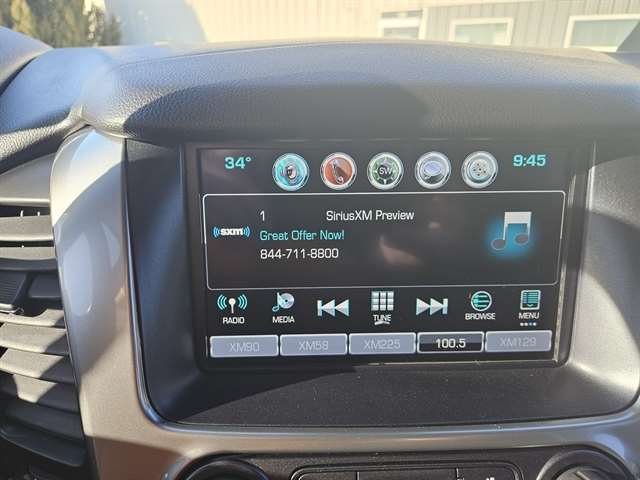 34° SW 9:45
1 SiriusXM Preview
((sxm))
Great Offer Now!
844-711-8800
RADIO MEDIA TUNE BROWSE MENU
XM90 XM59 XM225 100.5 XM129